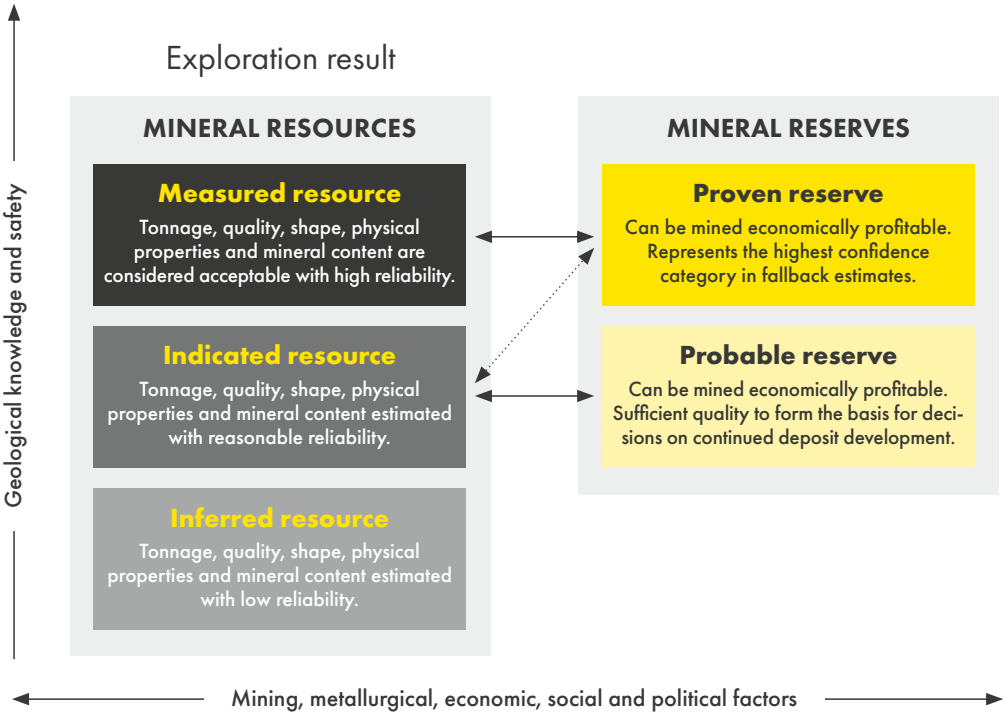 Exploration result
MINERAL RESOURCES
Measured resource
Tonnage, quality, shape, physical
properties and mineral content are
considered acceptable with high reliability.
Indicated resource
Tonnage, quality, shape, physical
properties and mineral content estimated
with reasonable reliability.
Inferred resource
Tonnage, quality, shape, physical
properties and mineral content estimated
with low reliability.
MINERAL RESERVES
Proven reserve
Can be mined economically profitable.
Represents the highest confidence
category in fallback estimates.
Probable reserve
Can be mined economically profitable.
Sufficient quality to form the basis for deci-
sions on continued deposit development.
Geological knowledge and safety
Mining, metallurgical, economic, social and political factors